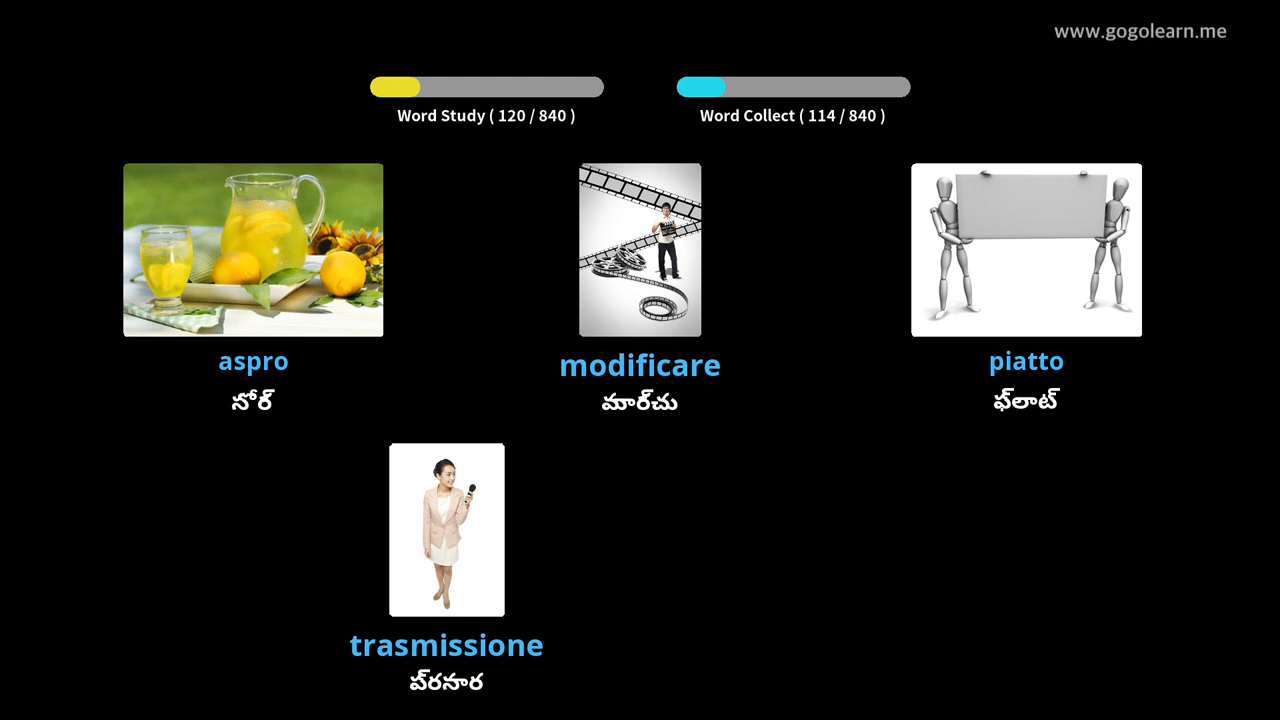 www.gogolearn.me
Word Study ( 120 / 840 )
Word Collect ( 114 / 840 )
aspro
modificare
piatto
నోర్
మార్చు
ఫ్లాట్
trasmissione
ప్రసార